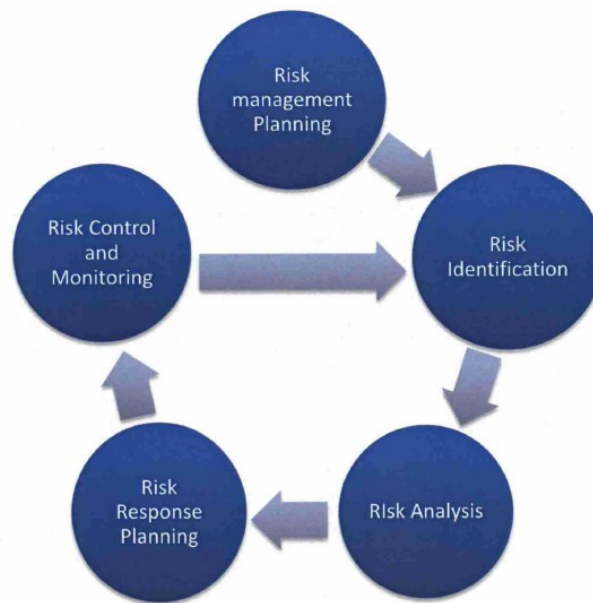 Risk
management
Planning
Risk
Identification
RIsk Analysis
Risk
Response
Planning
Risk Control
and
Monitoring